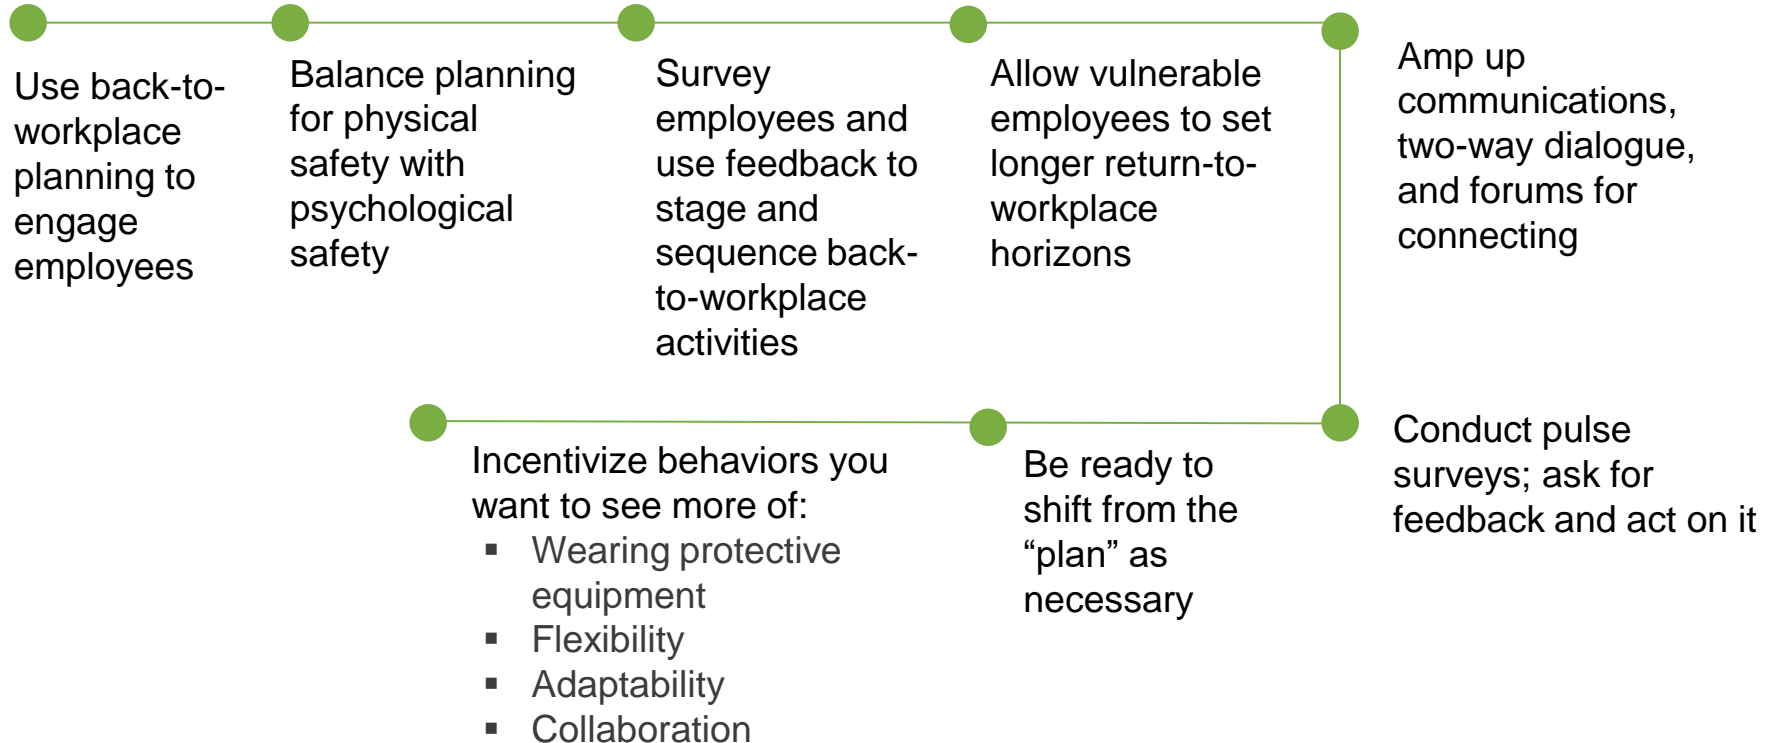 Use back-to-
workplace
planning to
engage
employees
Balance planning
for physical
safety with
psychological
safety
Survey
employees and
use feedback to
stage and
sequence back-
to-workplace
activities
Allow vulnerable
employees to set
longer return-to-
workplace
horizons
Amp up
communications,
two-way dialogue,
and forums for
connecting
Conduct pulse
surveys; ask for
feedback and act on it
Be ready to
shift from the
“plan” as
necessary
Incentivize behaviors you
want to see more of:
▪ Wearing protective
equipment
▪ Flexibility
▪ Adaptability
▪ Collaboration